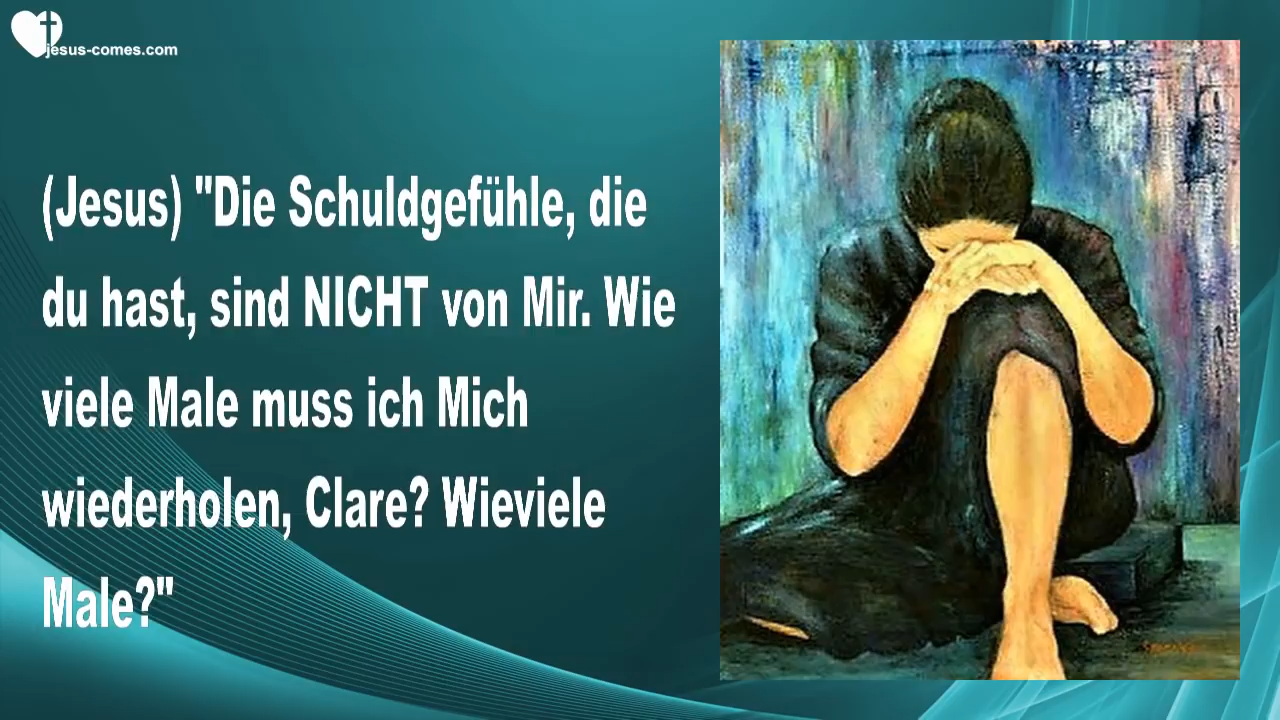 jesus-comes.com
(Jesus) "Die Schuldgefühle, die
du hast, sind NICHT von Mir. Wie
viele Male muss ich Mich
wiederholen, Clare? Wieviele
Male?"